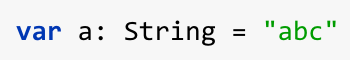 var a: String = "abc"